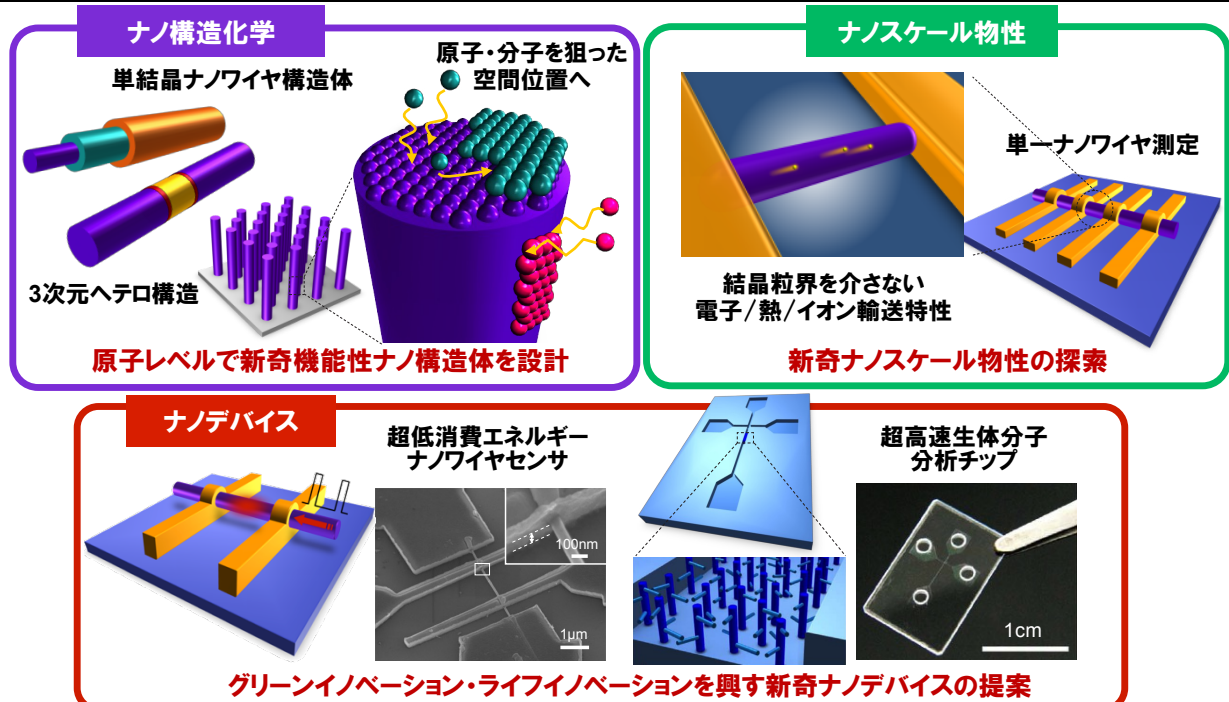 ナノ構造化学
単結晶ナノワイヤ構造体
原子・分子を狙った
空間位置へ
3次元ヘテロ構造
原子レベルで新奇機能性ナノ構造体を設計
ナノスケール物性
単一ナノワイヤ測定
結晶粒界を介さない
電子/熱/イオン輸送特性
新奇ナノスケール物性の探索
ナノデバイス
超低消費エネルギー
ナノワイヤセンサ
100nm
1μm
超高速生体分子
分析チップ
1cm
グリーンイノベーション・ライフイノベーションを興す新奇ナノデバイスの提案